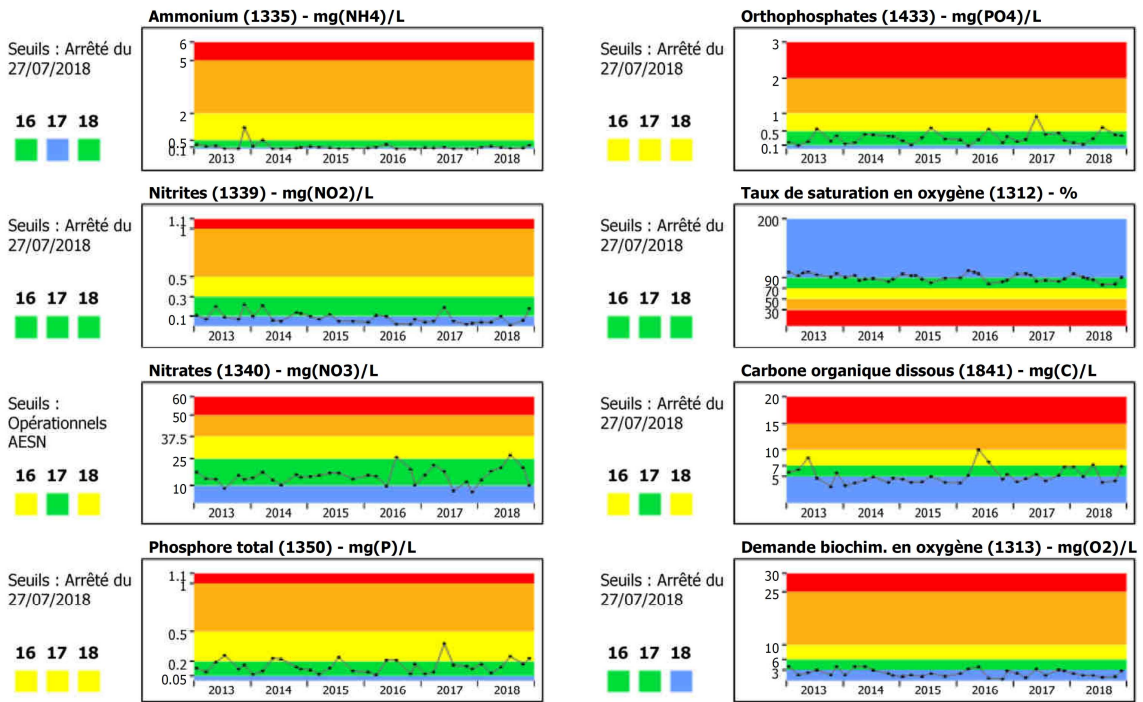 Ammonium (1335) - mg(NH4)/L
Seuils : Arrêté du
27/07/2018
16 17 18
6
5
2
0.5
0.1
2013 2014 2015 2016 2017 2018
Orthophosphates (1433) - mg(PO4)/L
Seuils : Arrêté du
27/07/2018
16 17 18
3
2
1
0.5
0.1
2013 2014 2015 2016 2017 2018
Nitrites (1339) - mg(NO2)/L
Seuils : Arrêté du
27/07/2018
16 17 18
1.1
1
0.5
0.3
0.1
2013 2014 2015 2016 2017 2018
Taux de saturation en oxygène (1312) - %
Seuils : Arrêté du
27/07/2018
16 17 18
200
90
70
50
30
2013 2014 2015 2016 2017 2018
Nitrates (1340) - mg(NO3)/L
Seuils :
Opérationnels
AESN
16 17 18
60
50
37.5
25
10
2013 2014 2015 2016 2017 2018
Carbone organique dissous (1841) - mg(C)/L
Seuils : Arrêté du
27/07/2018
16 17 18
20
15
10
7
5
2013 2014 2015 2016 2017 2018
Phosphore total (1350) - mg(P)/L
Seuils : Arrêté du
27/07/2018
16 17 18
1.1
1
0.5
0.2
0.05
2013 2014 2015 2016 2017 2018
Demande biochim. en oxygène (1313) - mg(O2)/L
Seuils : Arrêté du
27/07/2018
16 17 18
30
25
10
6
3
2013 2014 2015 2016 2017 2018